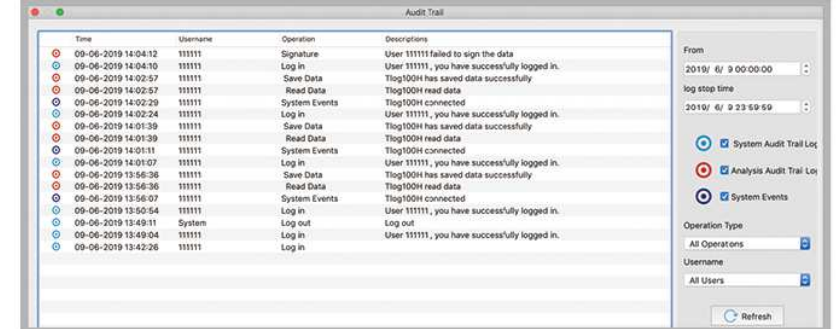 Audit Trail
Time Username Operation Descriptions
09-06-2019 14:04:12 111111 Signature User 111111 failed to sign the data
09-06-2019 14:04:10 111111 Log in User 111111 , you have successfully logged in.
09-06-2019 14:02:57 111111 Save Data Tlog100H has saved data successfully
09-06-2019 14:02:57 111111 Read Data Tlog100H read data
09-06-2019 14:02:29 111111 System Events Tlog100H connected
09-06-2019 14:02:24 111111 Log in User 111111 , you have successfully logged in.
09-06-2019 14:01:39 111111 Save Data Tlog100H has saved data successfully
09-06-2019 14:01:39 111111 Read Data Tlog100H read data
09-06-2019 14:01:11 111111 System Events Tlog100H connected
09-06-2019 14:01:07 111111 Log in User 111111 , you have successfully logged in.
09-06-2019 13:56:36 111111 Save Data Tlog100H has saved data successfully
09-06-2019 13:56:36 111111 Read Data Tlog100H read data
09-06-2019 13:56:07 111111 System Events Tlog100H connected
09-06-2019 13:50:54 111111 Log in User 111111 , you have successfully logged in.
09-06-2019 13:49:11 System Log out Log out
09-06-2019 13:49:04 111111 Log in User 111111 , you have successfully logged in.
09-06-2019 13:42:26 111111 Log in
From
2019/ 6/ 9 00:00:00
log stop time
2019/ 6/ 9 23:59:59
System Audit Trail Log
Analysis Audit Trai Log
System Events
Operation Type
All Operatons
Username
All Users
Refresh